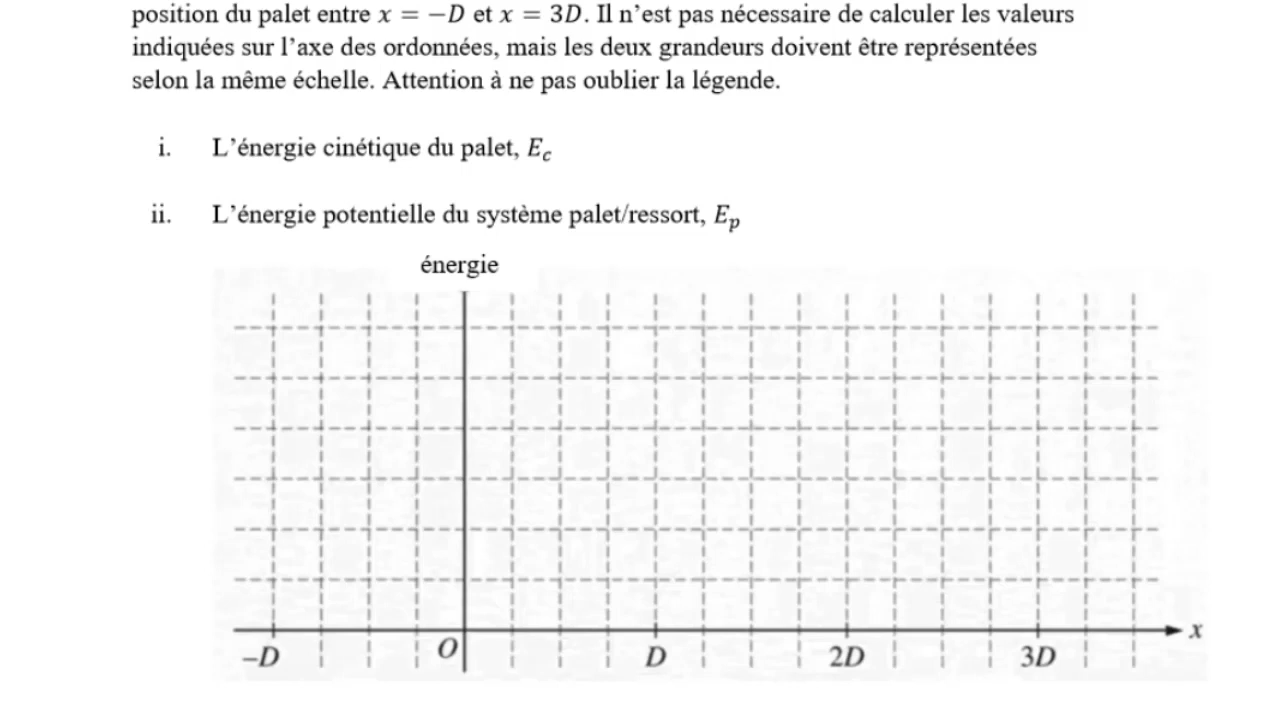 position du palet entre x = −D et x = 3D. Il n’est pas nécessaire de calculer les valeurs
indiquées sur l’axe des ordonnées, mais les deux grandeurs doivent être représentées
selon la même échelle. Attention à ne pas oublier la légende.
i. L’énergie cinétique du palet, E_c
ii. L’énergie potentielle du système palet/ressort, E_p
énergie
x
−D O D 2D 3D